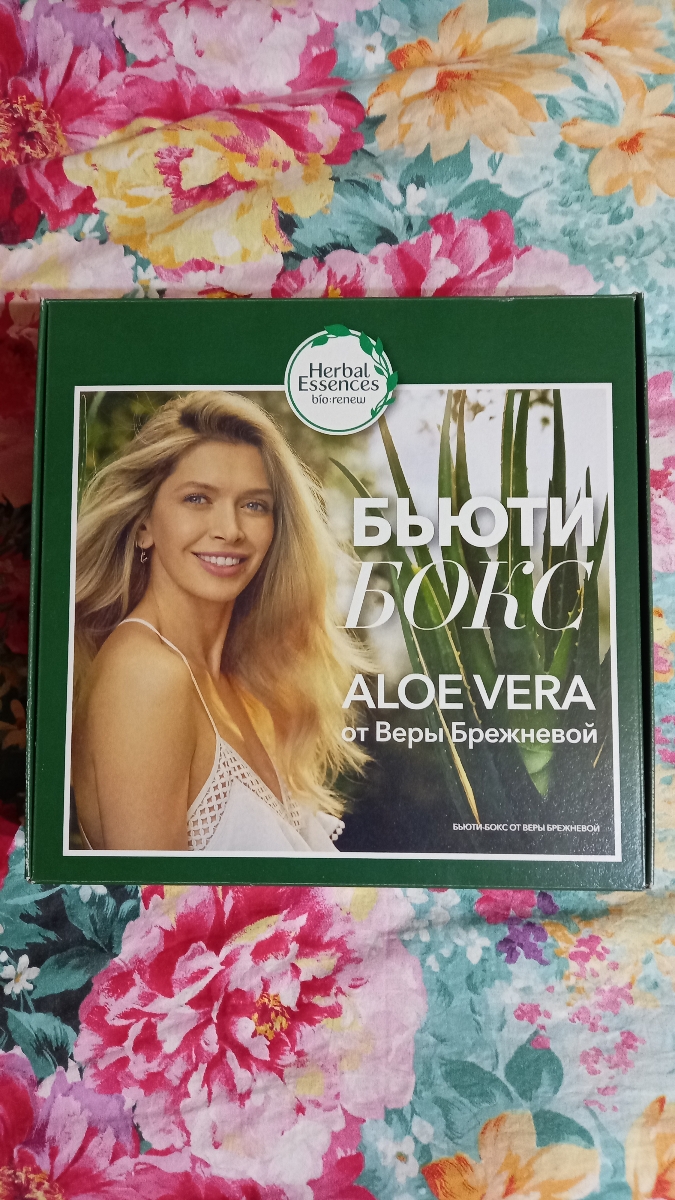 Herbal
Essences
bio:renew
БЬЮТИ
БОКС
ALOE VERA
от Веры Брежневой
БЬЮТИ-БОКС ОТ ВЕРЫ БРЕЖНЕВОЙ